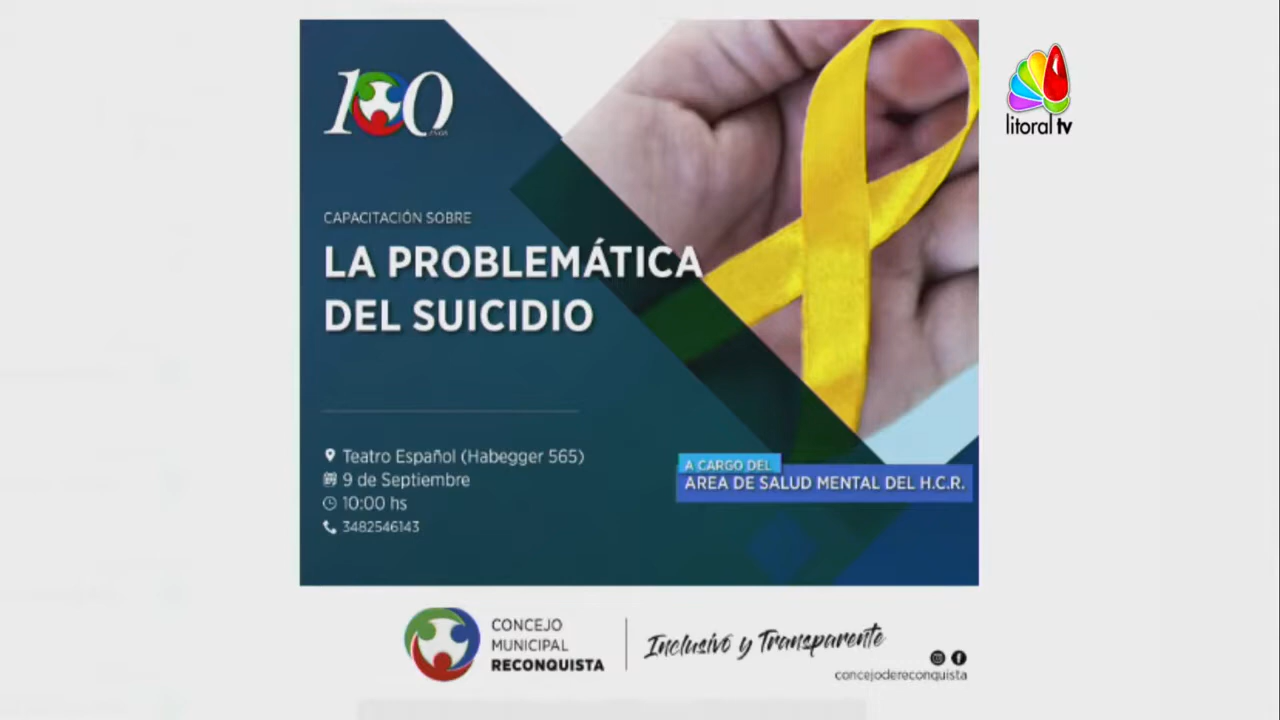 100
litoral tv
CAPACITACIÓN SOBRE
LA PROBLEMÁTICA
DEL SUICIDIO
Teatro Español (Habegger 565)
9 de Septiembre
10:00 hs
3482546143
A CARGO DEL
AREA DE SALUD MENTAL DEL H.C.R.
CONCEJO
MUNICIPAL
RECONQUISTA
Inclusivo y Transparente
concejodereconquista